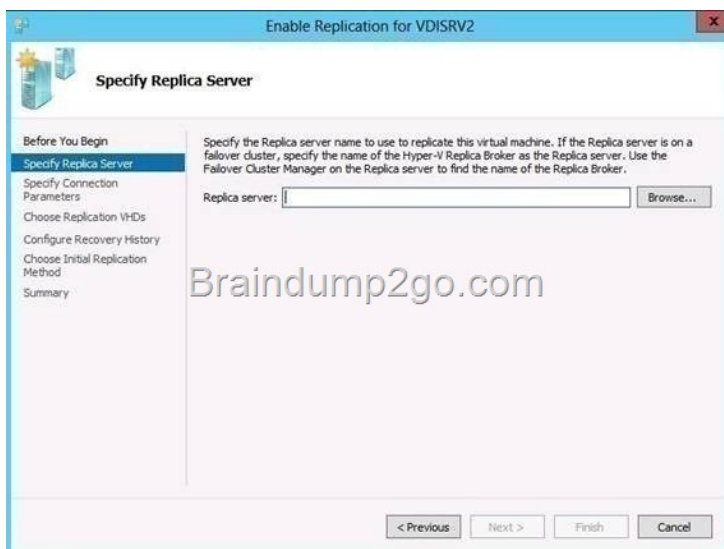 Enable Replication for VDISRV2
x
Specify Replica Server
Before You Begin
Specify Replica Server
Specify Connection
Parameters
Choose Replication VHDs
Configure Recovery History
Choose Initial Replication
Method
Summary
Specify the Replica server name to use to replicate this virtual machine. If the Replica server is on a
failover cluster, specify the name of the Hyper-V Replica Broker as the Replica server. Use the
Failover Cluster Manager on the Replica server to find the name of the Replica Broker.
Replica server:
Browse...
Braindump2go.com
< Previous
Next >
Finish
Cancel